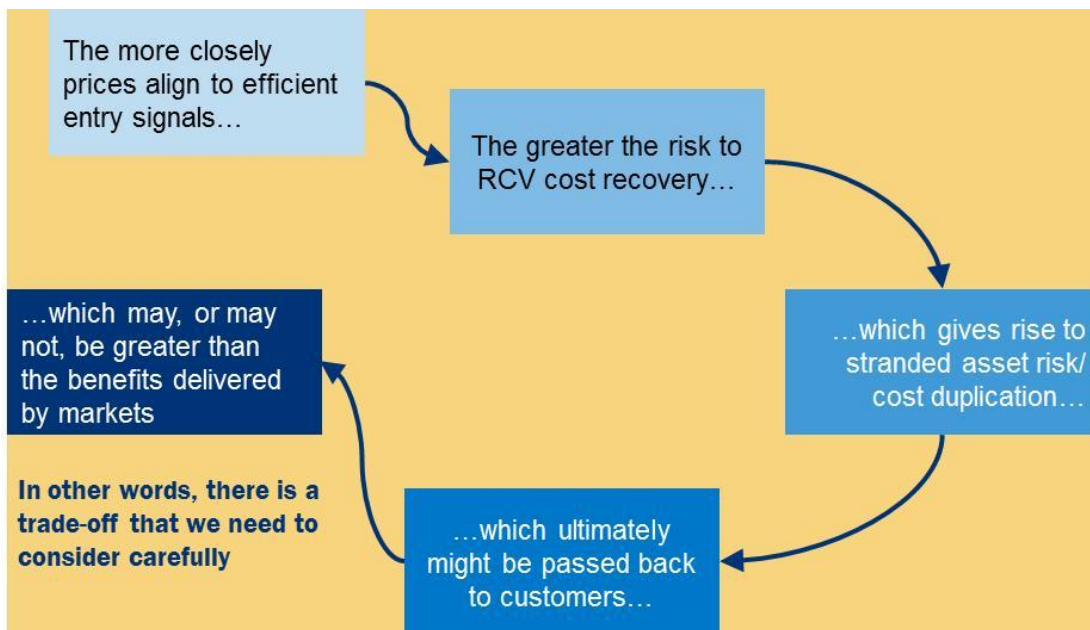 The more closely
prices align to efficient
entry signals…
The greater the risk to
RCV cost recovery…
…which gives rise to
stranded asset risk/
cost duplication…
…which ultimately
might be passed back
to customers…
…which may, or may
not, be greater than
the benefits delivered
by markets
In other words, there is a
trade-off that we need to
consider carefully